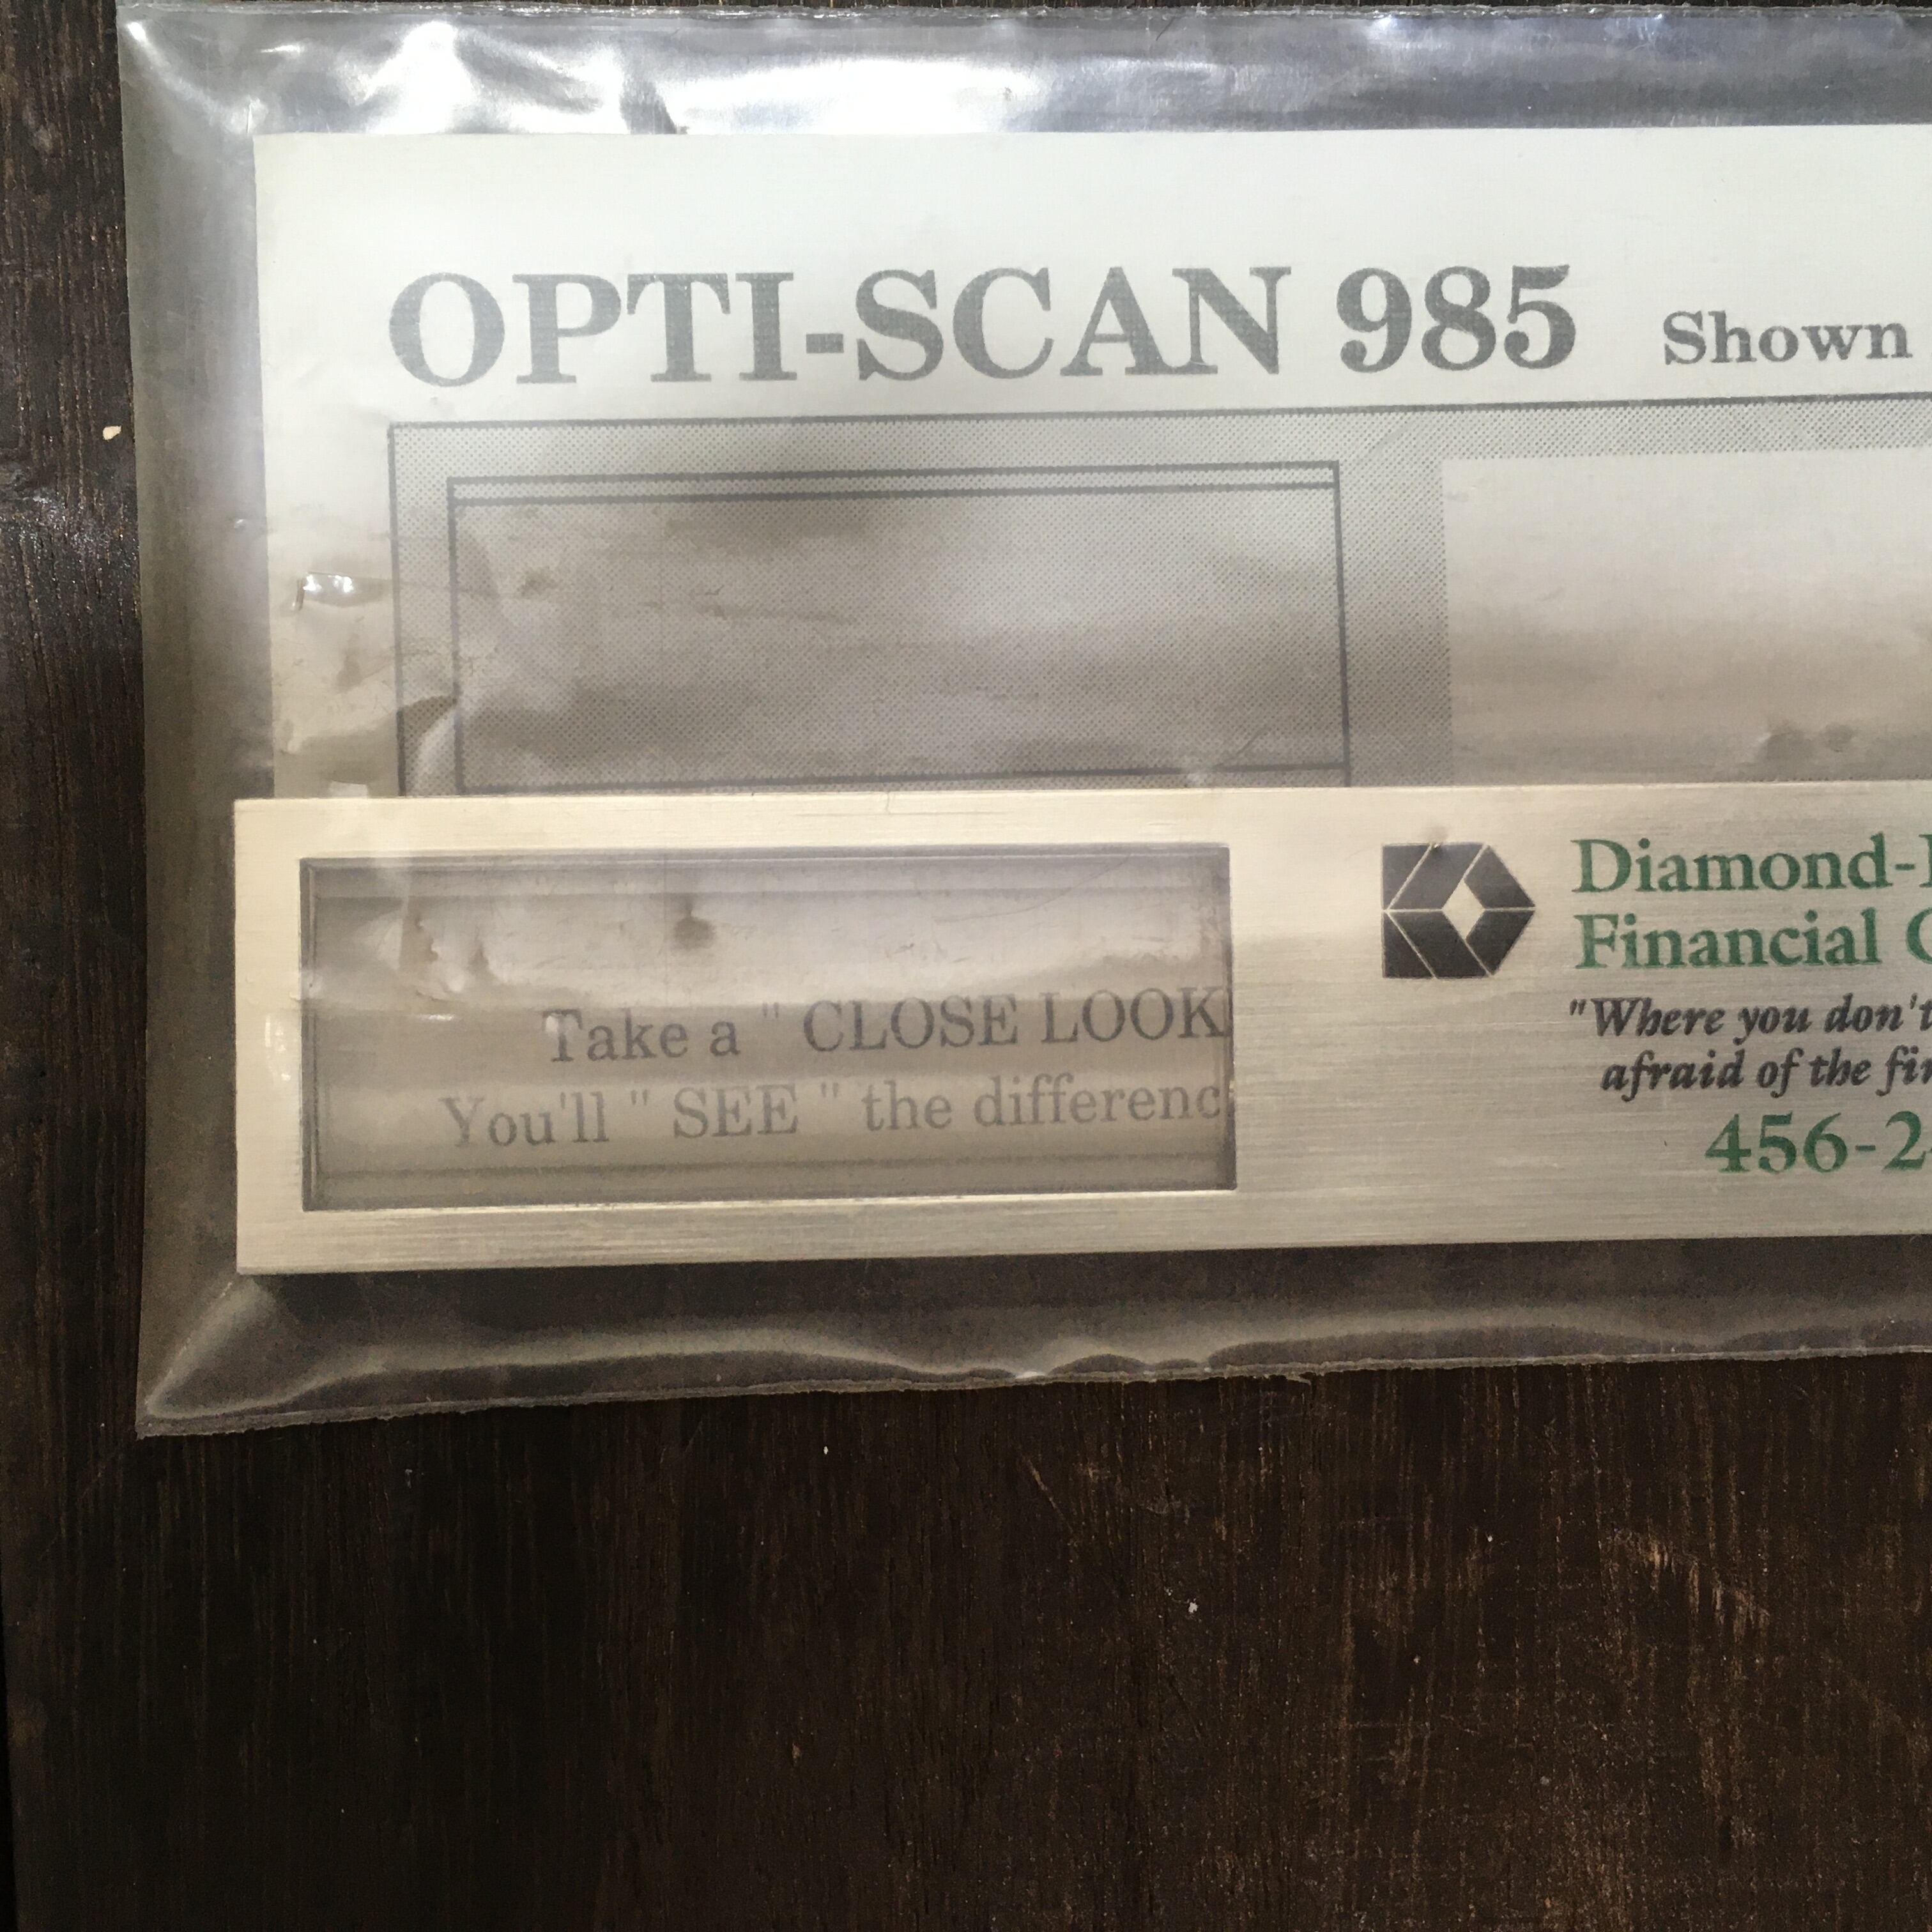 OPTI-SCAN 985 Shown
Take a " CLOSE LOOK
You'll " SEE " the differenc
Diamond-
Financial
"Where you don't
afraid of the
456-2